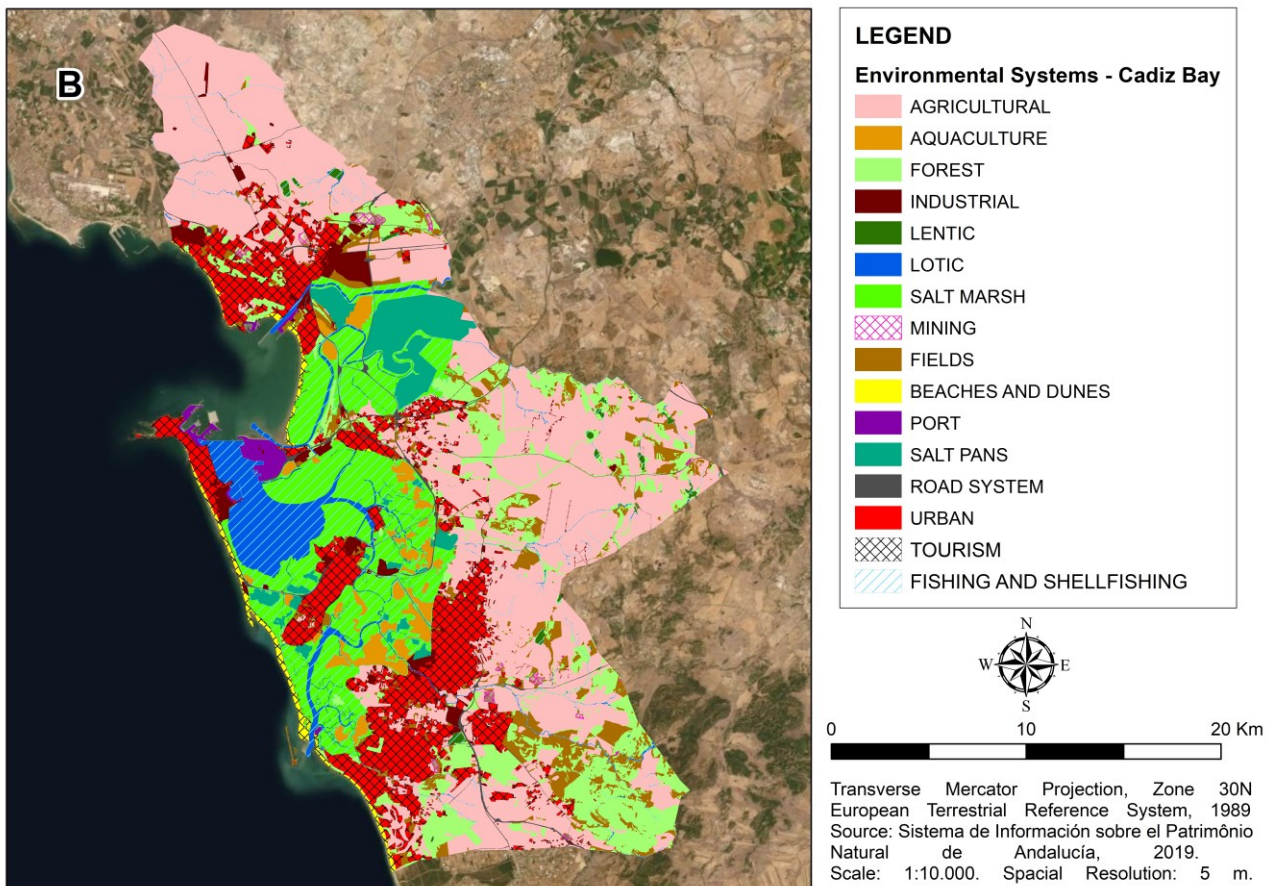 B
LEGEND
Environmental Systems - Cadiz Bay
AGRICULTURAL
AQUACULTURE
FOREST
INDUSTRIAL
LENTIC
LOTIC
SALT MARSH
MINING
FIELDS
BEACHES AND DUNES
PORT
SALT PANS
ROAD SYSTEM
URBAN
TOURISM
FISHING AND SHELLFISHING
N
W E
S
0 10 20 Km
Transverse Mercator Projection, Zone 30N
European Terrestrial Reference System, 1989
Source: Sistema de Información sobre el Patrimônio
Natural de Andalucía, 2019.
Scale: 1:10.000. Spacial Resolution: 5 m.